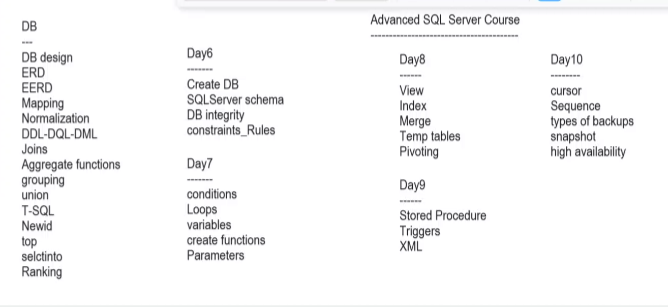 Advanced SQL Server Course
----------------------------------------
DB
---
DB design
ERD
EERD
Mapping
Normalization
DDL-DQL-DML
Joins
Aggregate functions
grouping
union
T-SQL
Newid
top
selctinto
Ranking
Day6
-------
Create DB
SQLServer schema
DB integrity
constraints_Rules
Day7
-------
conditions
Loops
variables
create functions
Parameters
Day8
------
View
Index
Merge
Temp tables
Pivoting
Day9
------
Stored Procedure
Triggers
XML
Day10
--------
cursor
Sequence
types of backups
snapshot
high availability